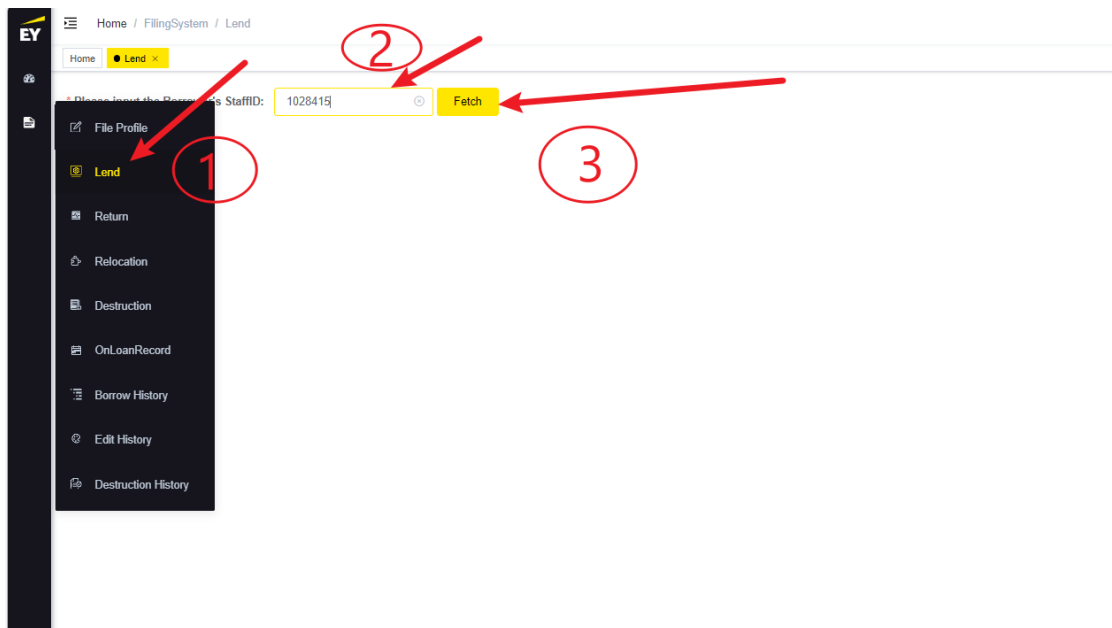 EY
Home / FilingSystem / Lend
Home
Lend ×
2
* Please input the Borrower's StaffID:
1028415
Fetch
File Profile
1
3
Lend
Return
Relocation
Destruction
OnLoanRecord
Borrow History
Edit History
Destruction History